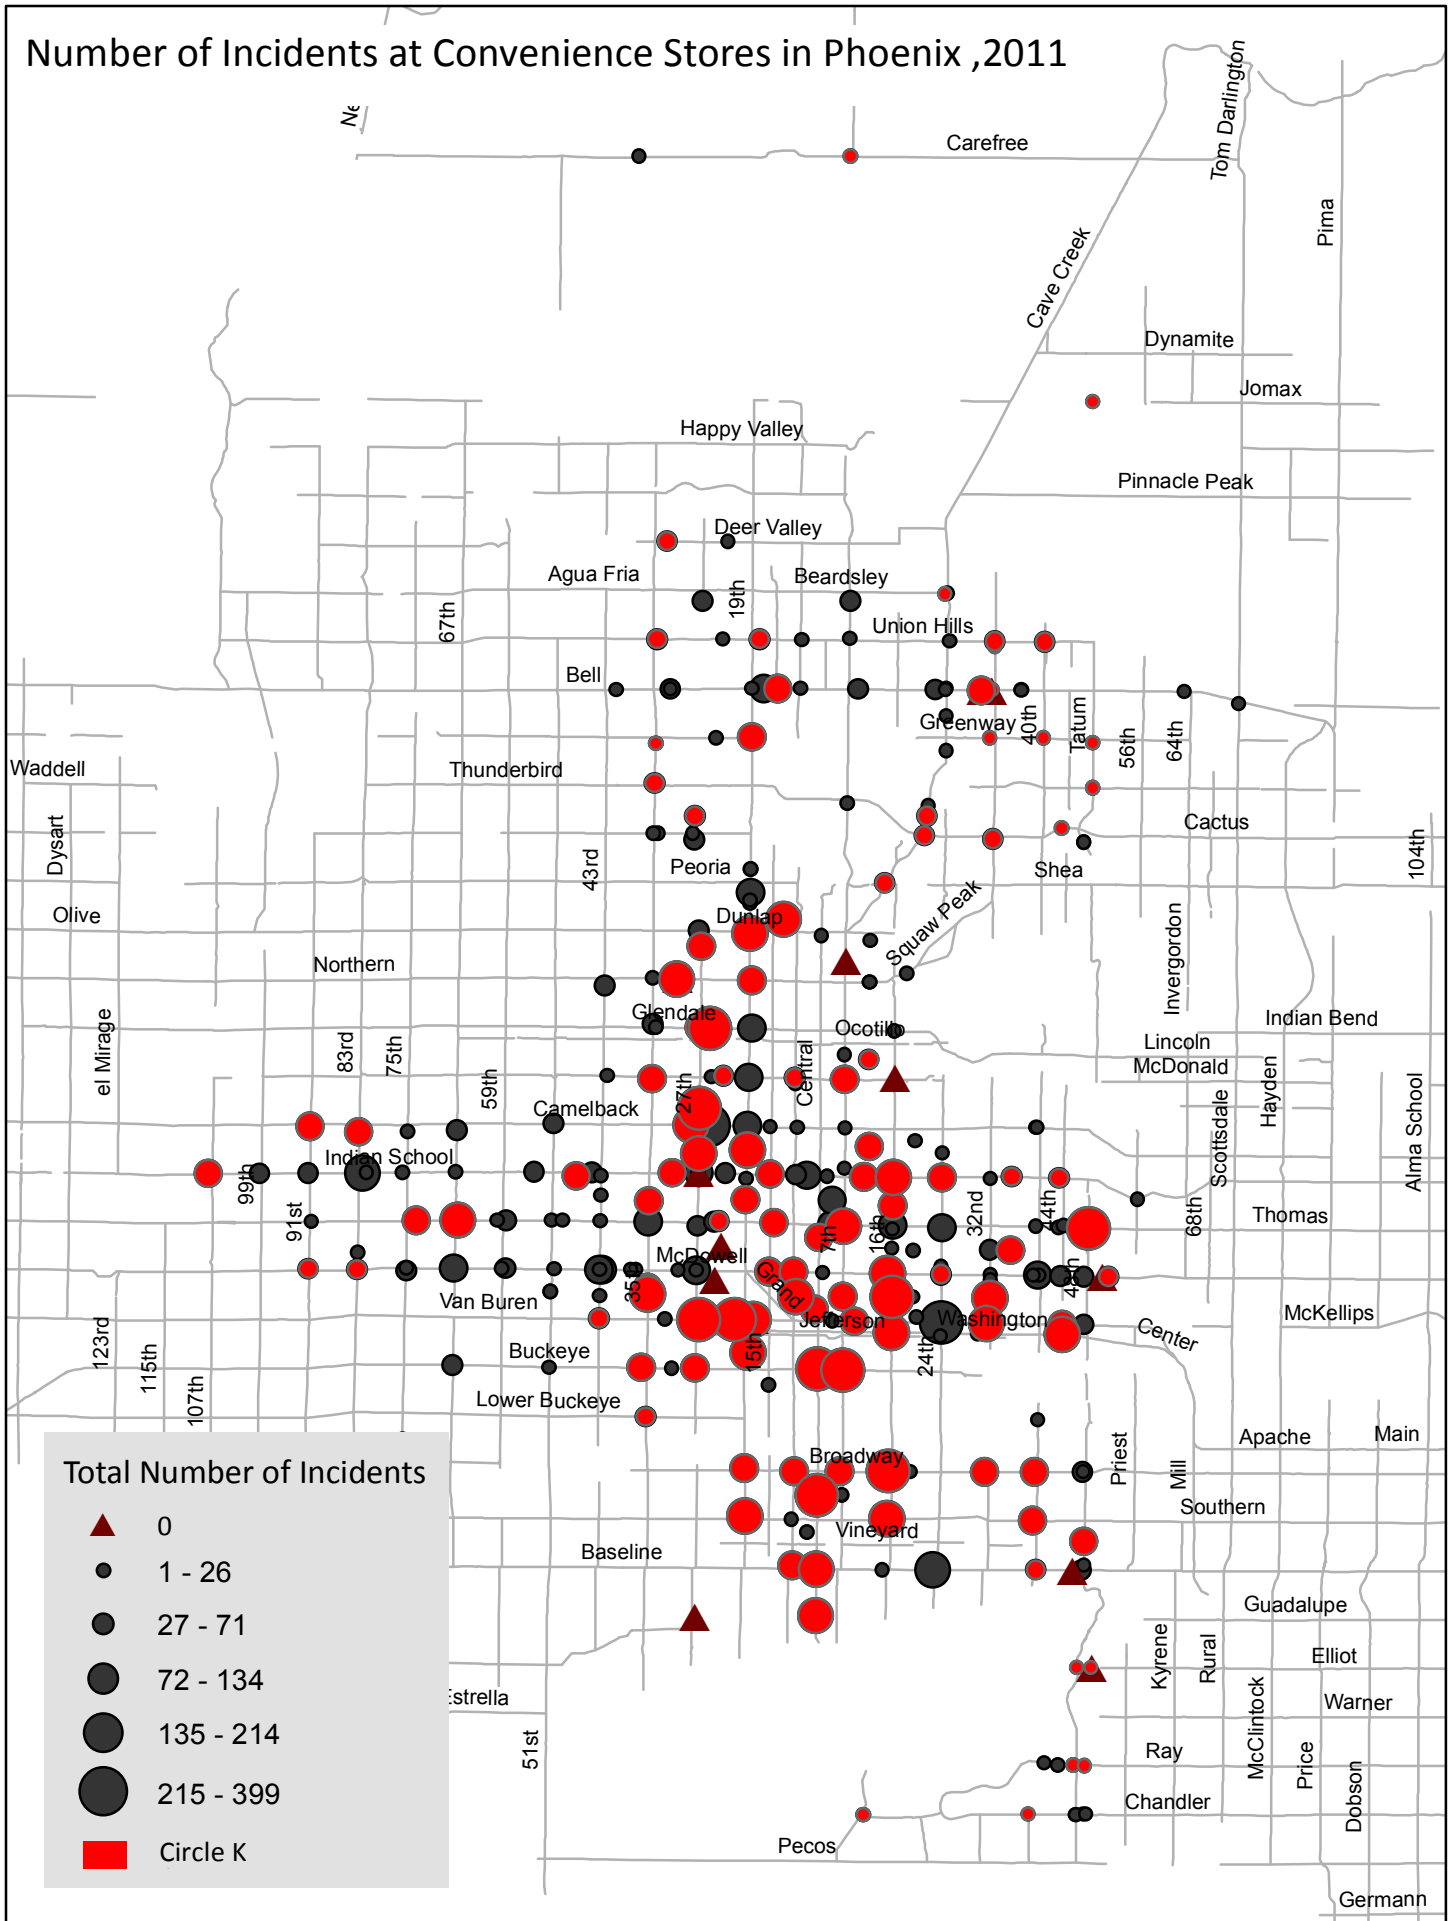 Number of Incidents at Convenience Stores in Phoenix ,2011
Tom Darlington
Ne
Carefree
Pima
Cave Creek
Dynamite
Jomax
Happy Valley
Pinnacle Peak
Deer Valley
Agua Fria
Beardsley
19th
67th
Union Hills
Bell
Greenway
40th
Tatum
56th
64th
Waddell
Thunderbird
Dysart
Cactus
43rd
Peoria
Shea
104th
Olive
Dunlap
Squaw Peak
Northern
Invergordon
Glendale
Ocotillo
Indian Bend
el Mirage
83rd
75th
Lincoln
McDonald
Central
Hayden
59th
27th
Camelback
Scottsdale
Alma School
Indian School
99th
91st
32nd
44th
68th
Thomas
7th
16th
McDowell
35th
Grand
48th
Van Buren
Jefferson
Washington
McKellips
Center
123rd
115th
107th
Buckeye
15th
24th
Lower Buckeye
Apache
Main
Broadway
Priest
Mill
Southern
Vineyard
Baseline
Guadalupe
Kyrene
Rural
Elliot
Estrella
Warner
McClintock
51st
Ray
Price
Dobson
Chandler
Pecos
Germann
Total Number of Incidents
0
1 - 26
27 - 71
72 - 134
135 - 214
215 - 399
Circle K